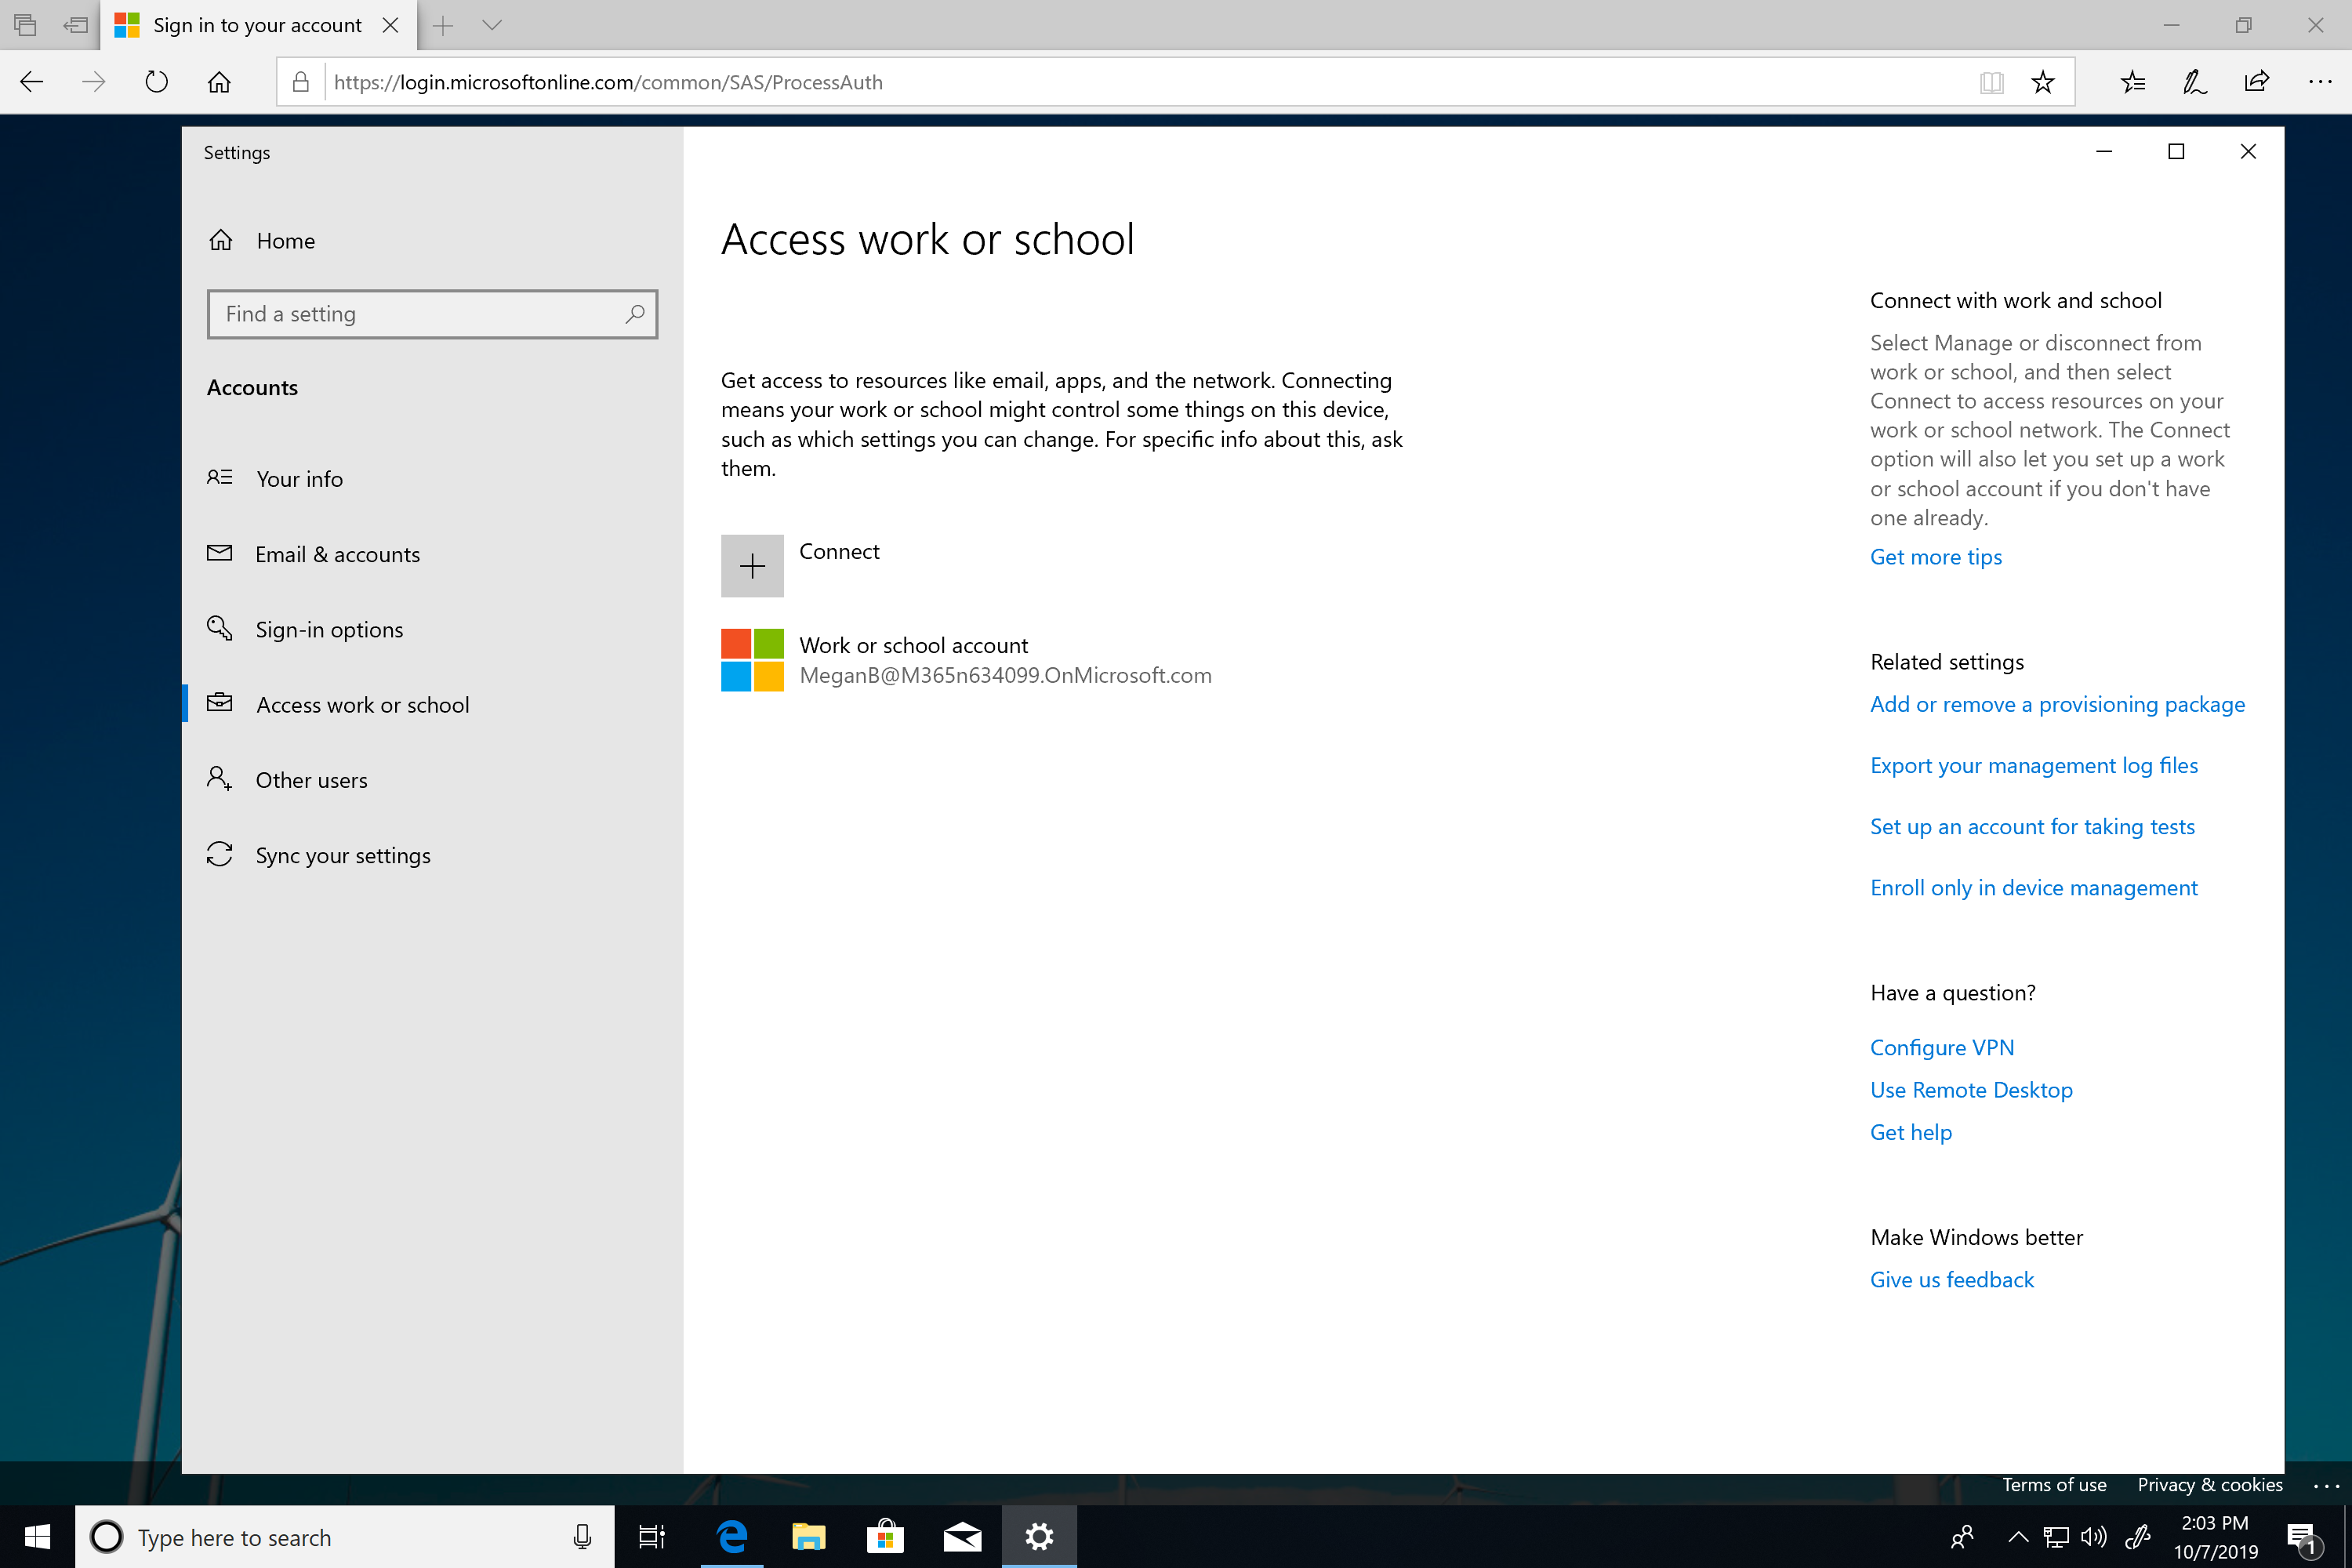 Sign in to your account
https://login.microsoftonline.com/common/SAS/ProcessAuth
Settings
Home
Find a setting
Accounts
Your info
Email & accounts
Sign-in options
Access work or school
Other users
Sync your settings
Access work or school
Get access to resources like email, apps, and the network. Connecting
means your work or school might control some things on this device,
such as which settings you can change. For specific info about this, ask
them.
Connect
Work or school account
MeganB@M365n634099.OnMicrosoft.com
Connect with work and school
Select Manage or disconnect from
work or school, and then select
Connect to access resources on your
work or school network. The Connect
option will also let you set up a work
or school account if you don't have
one already.
Get more tips
Related settings
Add or remove a provisioning package
Export your management log files
Set up an account for taking tests
Enroll only in device management
Have a question?
Configure VPN
Use Remote Desktop
Get help
Make Windows better
Give us feedback
Terms of use
Privacy & cookies
Type here to search
2:03 PM
10/7/2019
1